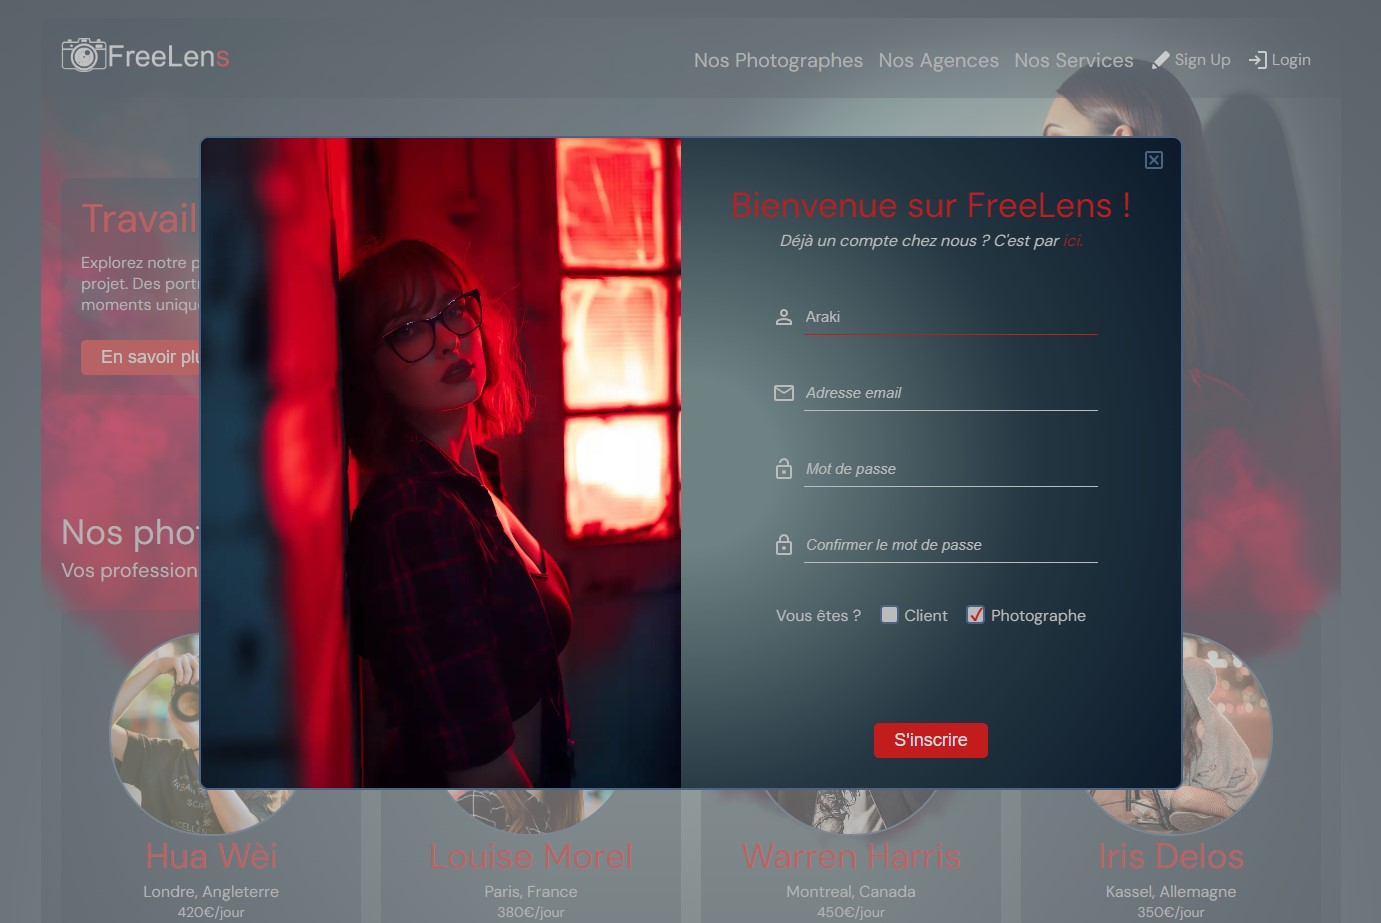 FreeLens
Nos Photographes Nos Agences Nos Services Sign Up Login
Travail
Explorez notre p
projet. Des portr
moments uniqu
En savoir plu
Bienvenue sur FreeLens !
Déjà un compte chez nous ? C'est par ici.
Araki
Adresse email
Mot de passe
Confirmer le mot de passe
Vous êtes ? Client Photographe
S'inscrire
Nos phot
Vos profession
Hua Wèi
Londre, Angleterre
420€/jour
Louise Morel
Paris, France
380€/jour
Warren Harris
Montreal, Canada
450€/jour
Iris Delos
Kassel, Allemagne
350€/jour